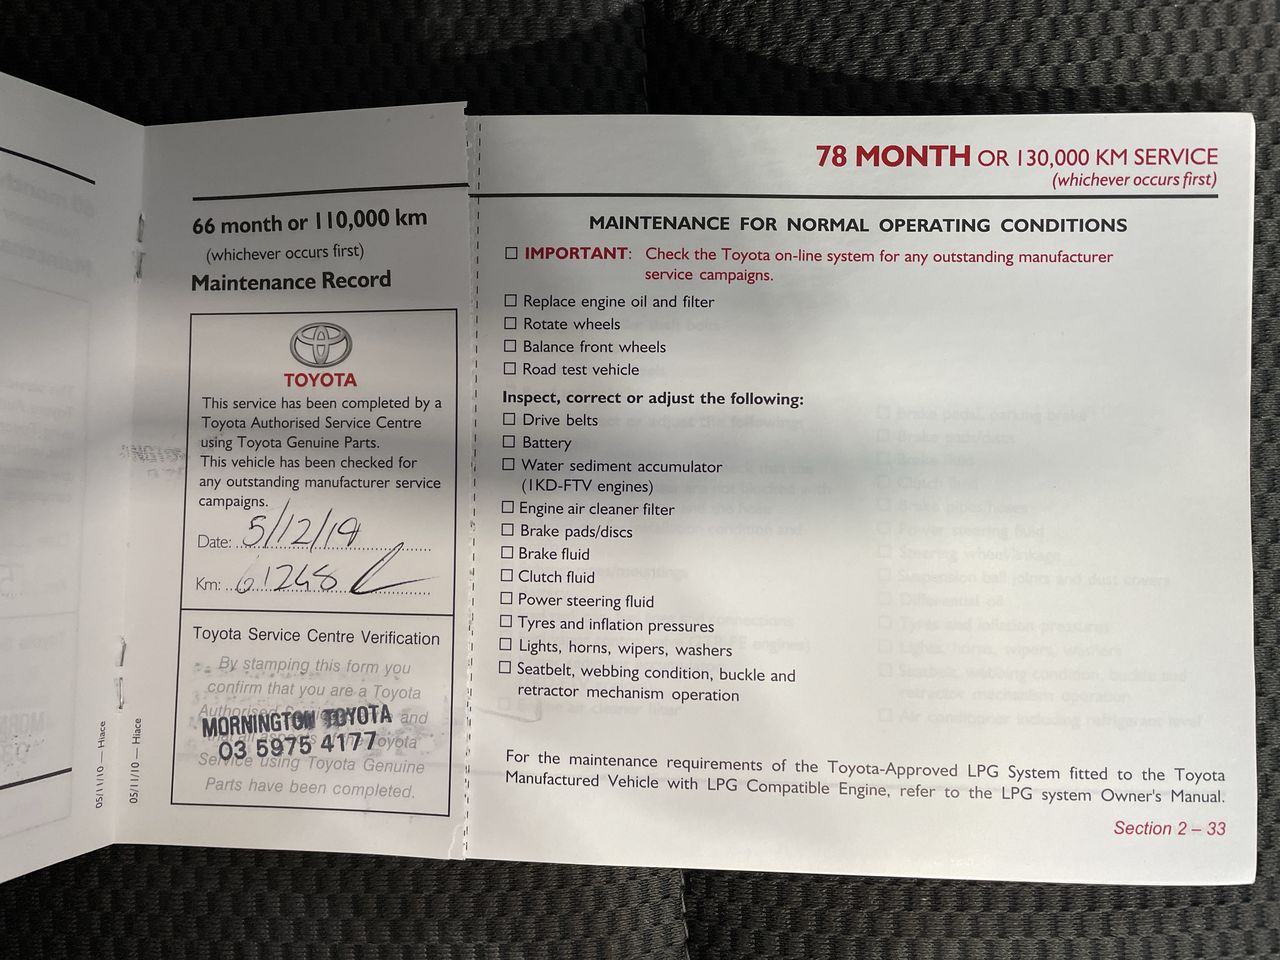 66 month or 110,000 km
(whichever occurs first)
Maintenance Record
TOYOTA
This service has been completed by a
Toyota Authorised Service Centre
using Toyota Genuine Parts.
This vehicle has been checked for
any outstanding manufacturer service
campaigns.
Date: 5/12/19
Km: 61248
Toyota Service Centre Verification
By stamping this form you
confirm that you are a Toyota
Authorised and
MORNINGTON TOYOTA
that all aspects of the Toyota
03 5975 4177
Service using Toyota Genuine
Parts have been completed.
05/11/10 — Hiace
05/11/10 — Hiace
78 MONTH OR 130,000 KM SERVICE
(whichever occurs first)
MAINTENANCE FOR NORMAL OPERATING CONDITIONS
IMPORTANT: Check the Toyota on-line system for any outstanding manufacturer
service campaigns.
Replace engine oil and filter
Rotate wheels
Balance front wheels
Road test vehicle
Inspect, correct or adjust the following:
Drive belts
Battery
Water sediment accumulator
(1KD-FTV engines)
Engine air cleaner filter
Brake pads/discs
Brake fluid
Clutch fluid
Power steering fluid
Tyres and inflation pressures
Lights, horns, wipers, washers
Seatbelt, webbing condition, buckle and
retractor mechanism operation
For the maintenance requirements of the Toyota-Approved LPG System fitted to the Toyota
Manufactured Vehicle with LPG Compatible Engine, refer to the LPG system Owner's Manual.
Section 2 – 33